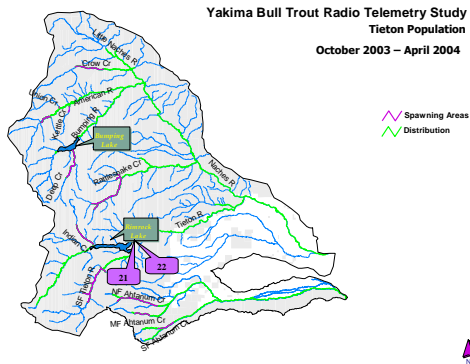 Yakima Bull Trout Radio Telemetry Study
Tieton Population
October 2003 – April 2004
Spawning Areas
Distribution
Little Naches R
Crow Cr
Union Cr
American R
Kettle Cr
Bumping R
Bumping
Lake
Deep Cr
Rattlesnake Cr
Naches R
Tieton R
Rimrock
Lake
Indian Cr
21
22
SF Tieton R
NF Ahtanum Cr
MF Ahtanum Cr
SF Ahtanum Cr
N